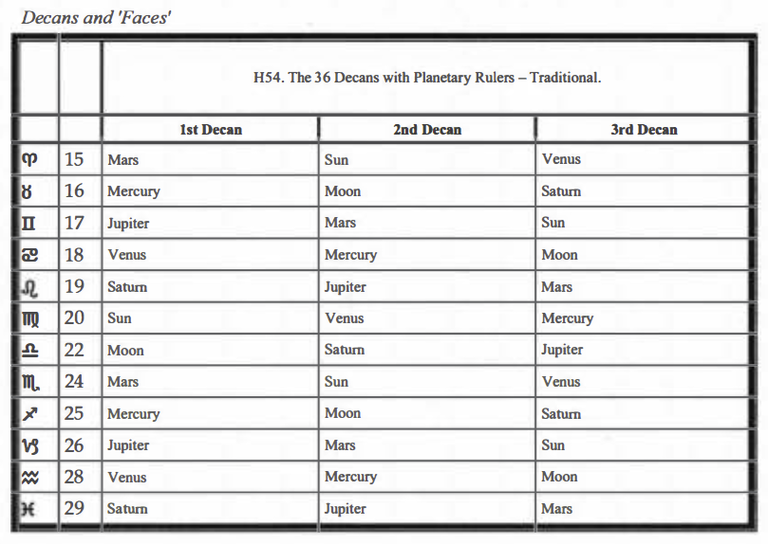 Decans and 'Faces'
H54. The 36 Decans with Planetary Rulers – Traditional.
1st Decan 2nd Decan 3rd Decan
♈ 15 Mars Sun Venus
♉ 16 Mercury Moon Saturn
♊ 17 Jupiter Mars Sun
♋ 18 Venus Mercury Moon
♌ 19 Saturn Jupiter Mars
♍ 20 Sun Venus Mercury
♎ 22 Moon Saturn Jupiter
♏ 24 Mars Sun Venus
♐ 25 Mercury Moon Saturn
♑ 26 Jupiter Mars Sun
♒ 28 Venus Mercury Moon
♓ 29 Saturn Jupiter Mars